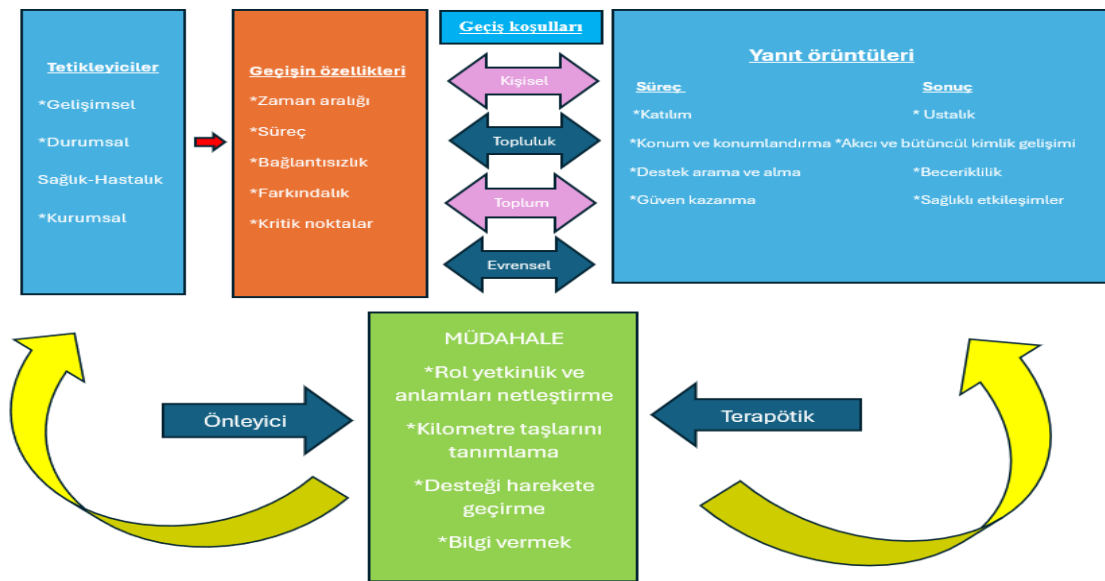 Tetikleyiciler
*Gelişimsel
*Durumsal
Sağlık-Hastalık
*Kurumsal
Geçişin özellikleri
*Zaman aralığı
*Süreç
*Bağlantısızlık
*Farkındalık
*Kritik noktalar
Geçiş koşulları
Kişisel
Topluluk
Toplum
Evrensel
Yanıt örüntüleri
Süreç Sonuç
*Katılım * Ustalık
*Konum ve konumlandırma *Akıcı ve bütüncül kimlik gelişimi
*Destek arama ve alma *Beceriklilik
*Güven kazanma *Sağlıklı etkileşimler
Önleyici
MÜDAHALE
*Rol yetkinlik ve
anlamları netleştirme
*Kilometre taşlarını
tanımlama
*Desteği harekete
geçirme
*Bilgi vermek
Terapötik